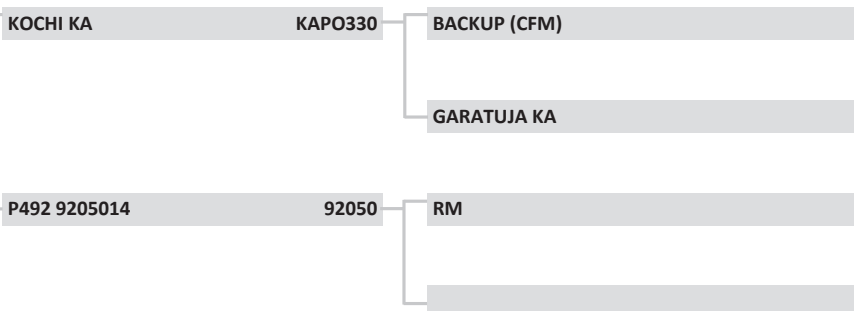 KOCHI KA KAPO330 BACKUP (CFM)
GARATUJA KA
P492 9205014 92050 RM